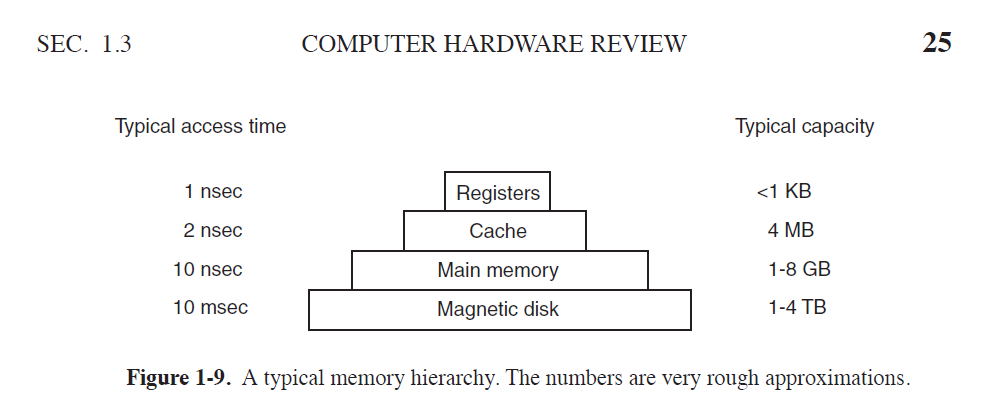 SEC. 1.3 COMPUTER HARDWARE REVIEW 25
Typical access time Typical capacity
1 nsec Registers <1 KB
2 nsec Cache 4 MB
10 nsec Main memory 1-8 GB
10 msec Magnetic disk 1-4 TB
Figure 1-9. A typical memory hierarchy. The numbers are very rough approximations.